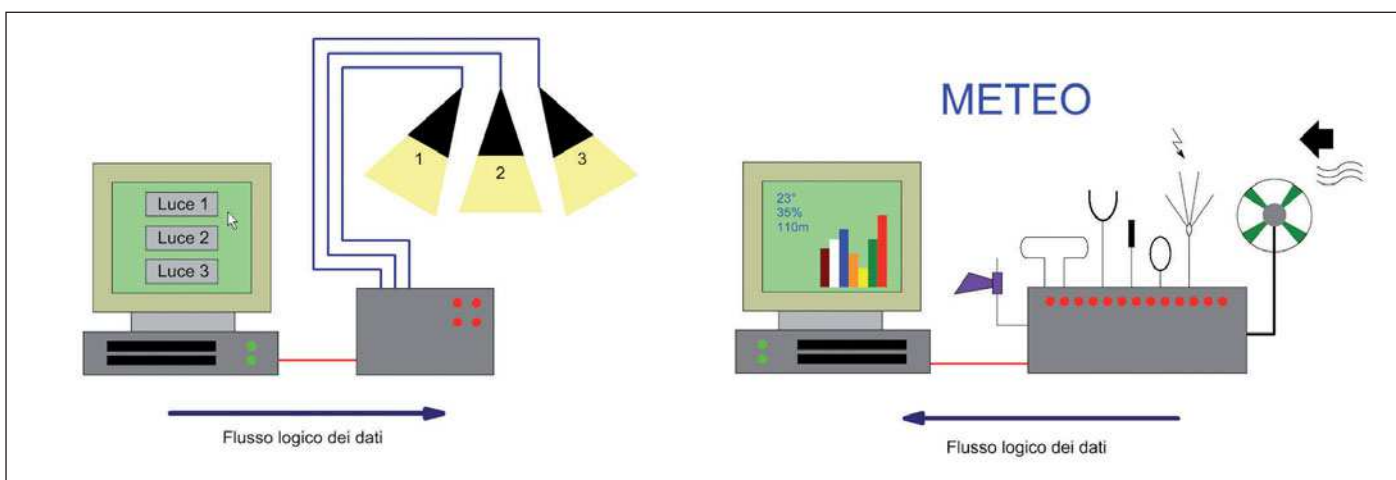 Luce 1
Luce 2
Luce 3
1
2
3
Flusso logico dei dati
METEO
23°
35%
110m
Flusso logico dei dati